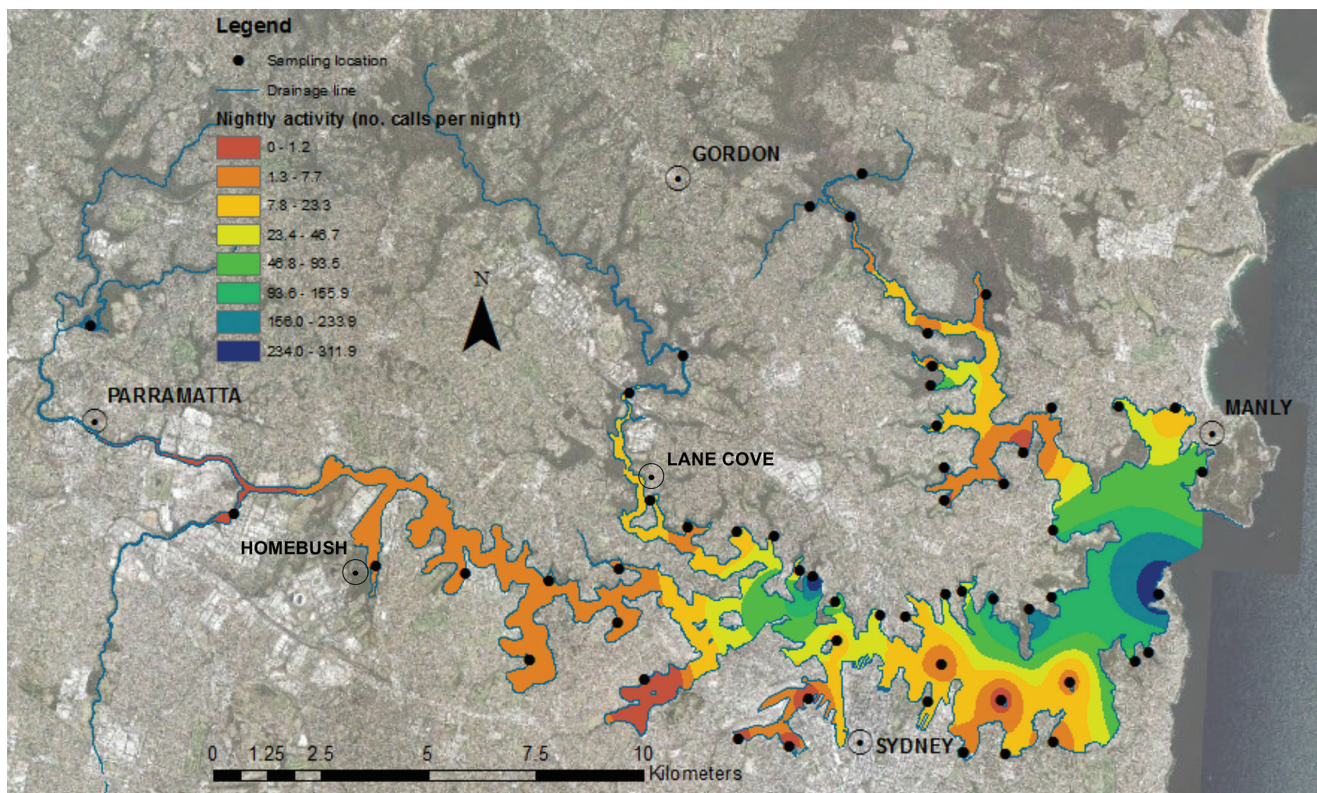 Legend
Sampling location
Drainage line
Nightly activity (no. calls per night)
0 - 1.2
1.3 - 7.7
7.8 - 23.3
23.4 - 46.7
46.8 - 93.5
93.6 - 155.9
156.0 - 233.9
234.0 - 311.9
GORDON
N
PARRAMATTA
MANLY
LANE COVE
HOMEBUSH
SYDNEY
0 1.25 2.5 5 7.5 10
Kilometers